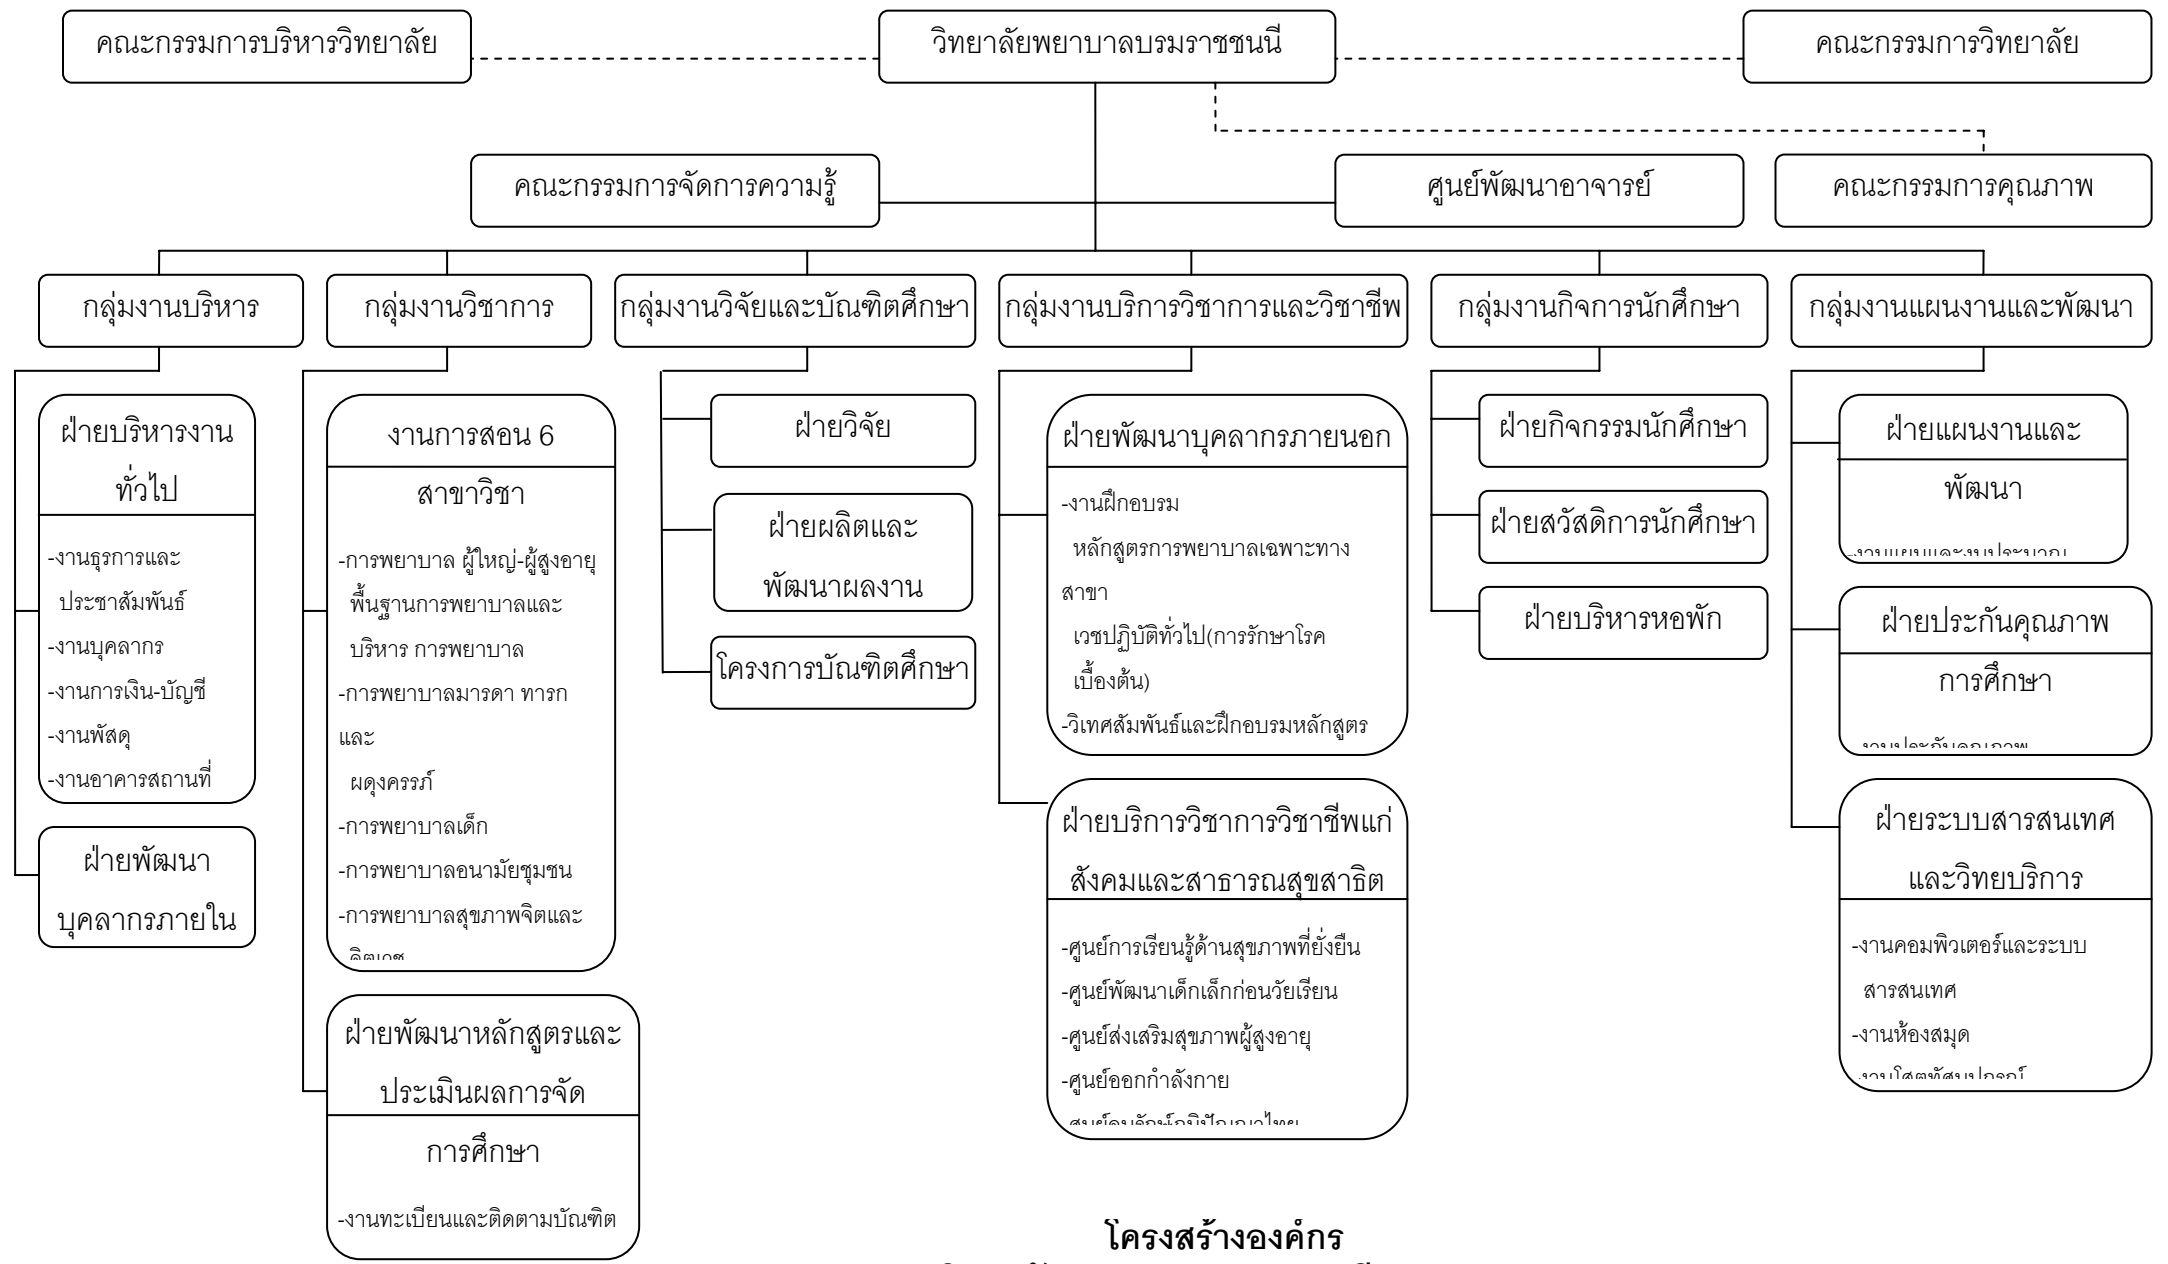 คณะกรรมการบริหารวิทยาลัย
วิทยาลัยพยาบาลบรมราชชนนี
คณะกรรมการวิทยาลัย
คณะกรรมการจัดการความรู้
ศูนย์พัฒนาอาจารย์
คณะกรรมการคุณภาพ
กลุ่มงานบริหาร
กลุ่มงานวิชาการ
กลุ่มงานวิจัยและบัณฑิตศึกษา
กลุ่มงานบริการวิชาการและวิชาชีพ
กลุ่มงานกิจการนักศึกษา
กลุ่มงานแผนงานและพัฒนา
ฝ่ายบริหารงาน
ทั่วไป
-งานธุรการและ
ประชาสัมพันธ์
-งานบุคลากร
-งานการเงิน-บัญชี
-งานพัสดุ
-งานอาคารสถานที่
ฝ่ายพัฒนา
บุคลากรภายใน
งานการสอน 6
สาขาวิชา
-การพยาบาล ผู้ใหญ่-ผู้สูงอายุ
พื้นฐานการพยาบาลและ
บริหาร การพยาบาล
-การพยาบาลมารดา ทารก
และ
ผดุงครรภ์
-การพยาบาลเด็ก
-การพยาบาลอนามัยชุมชน
-การพยาบาลสุขภาพจิตและ
ฝ่ายพัฒนาหลักสูตรและ
ประเมินผลการจัด
การศึกษา
-งานทะเบียนและติดตามบัณฑิต
ฝ่ายวิจัย
ฝ่ายผลิตและ
พัฒนาผลงาน
โครงการบัณฑิตศึกษา
ฝ่ายพัฒนาบุคลากรภายนอก
-งานฝึกอบรม
หลักสูตรการพยาบาลเฉพาะทาง
สาขา
เวชปฏิบัติทั่วไป(การรักษาโรค
เบื้องต้น)
-วิเทศสัมพันธ์และฝึกอบรมหลักสูตร
ฝ่ายบริการวิชาการวิชาชีพแก่
สังคมและสาธารณสุขสาธิต
-ศูนย์การเรียนรู้ด้านสุขภาพที่ยั่งยืน
-ศูนย์พัฒนาเด็กเล็กก่อนวัยเรียน
-ศูนย์ส่งเสริมสุขภาพผู้สูงอายุ
-ศูนย์ออกกำลังกาย
ฝ่ายกิจกรรมนักศึกษา
ฝ่ายสวัสดิการนักศึกษา
ฝ่ายบริหารหอพัก
ฝ่ายแผนงานและ
พัฒนา
ฝ่ายประกันคุณภาพ
การศึกษา
ฝ่ายระบบสารสนเทศ
และวิทยบริการ
-งานคอมพิวเตอร์และระบบ
สารสนเทศ
-งานห้องสมุด
โครงสร้างองค์กร